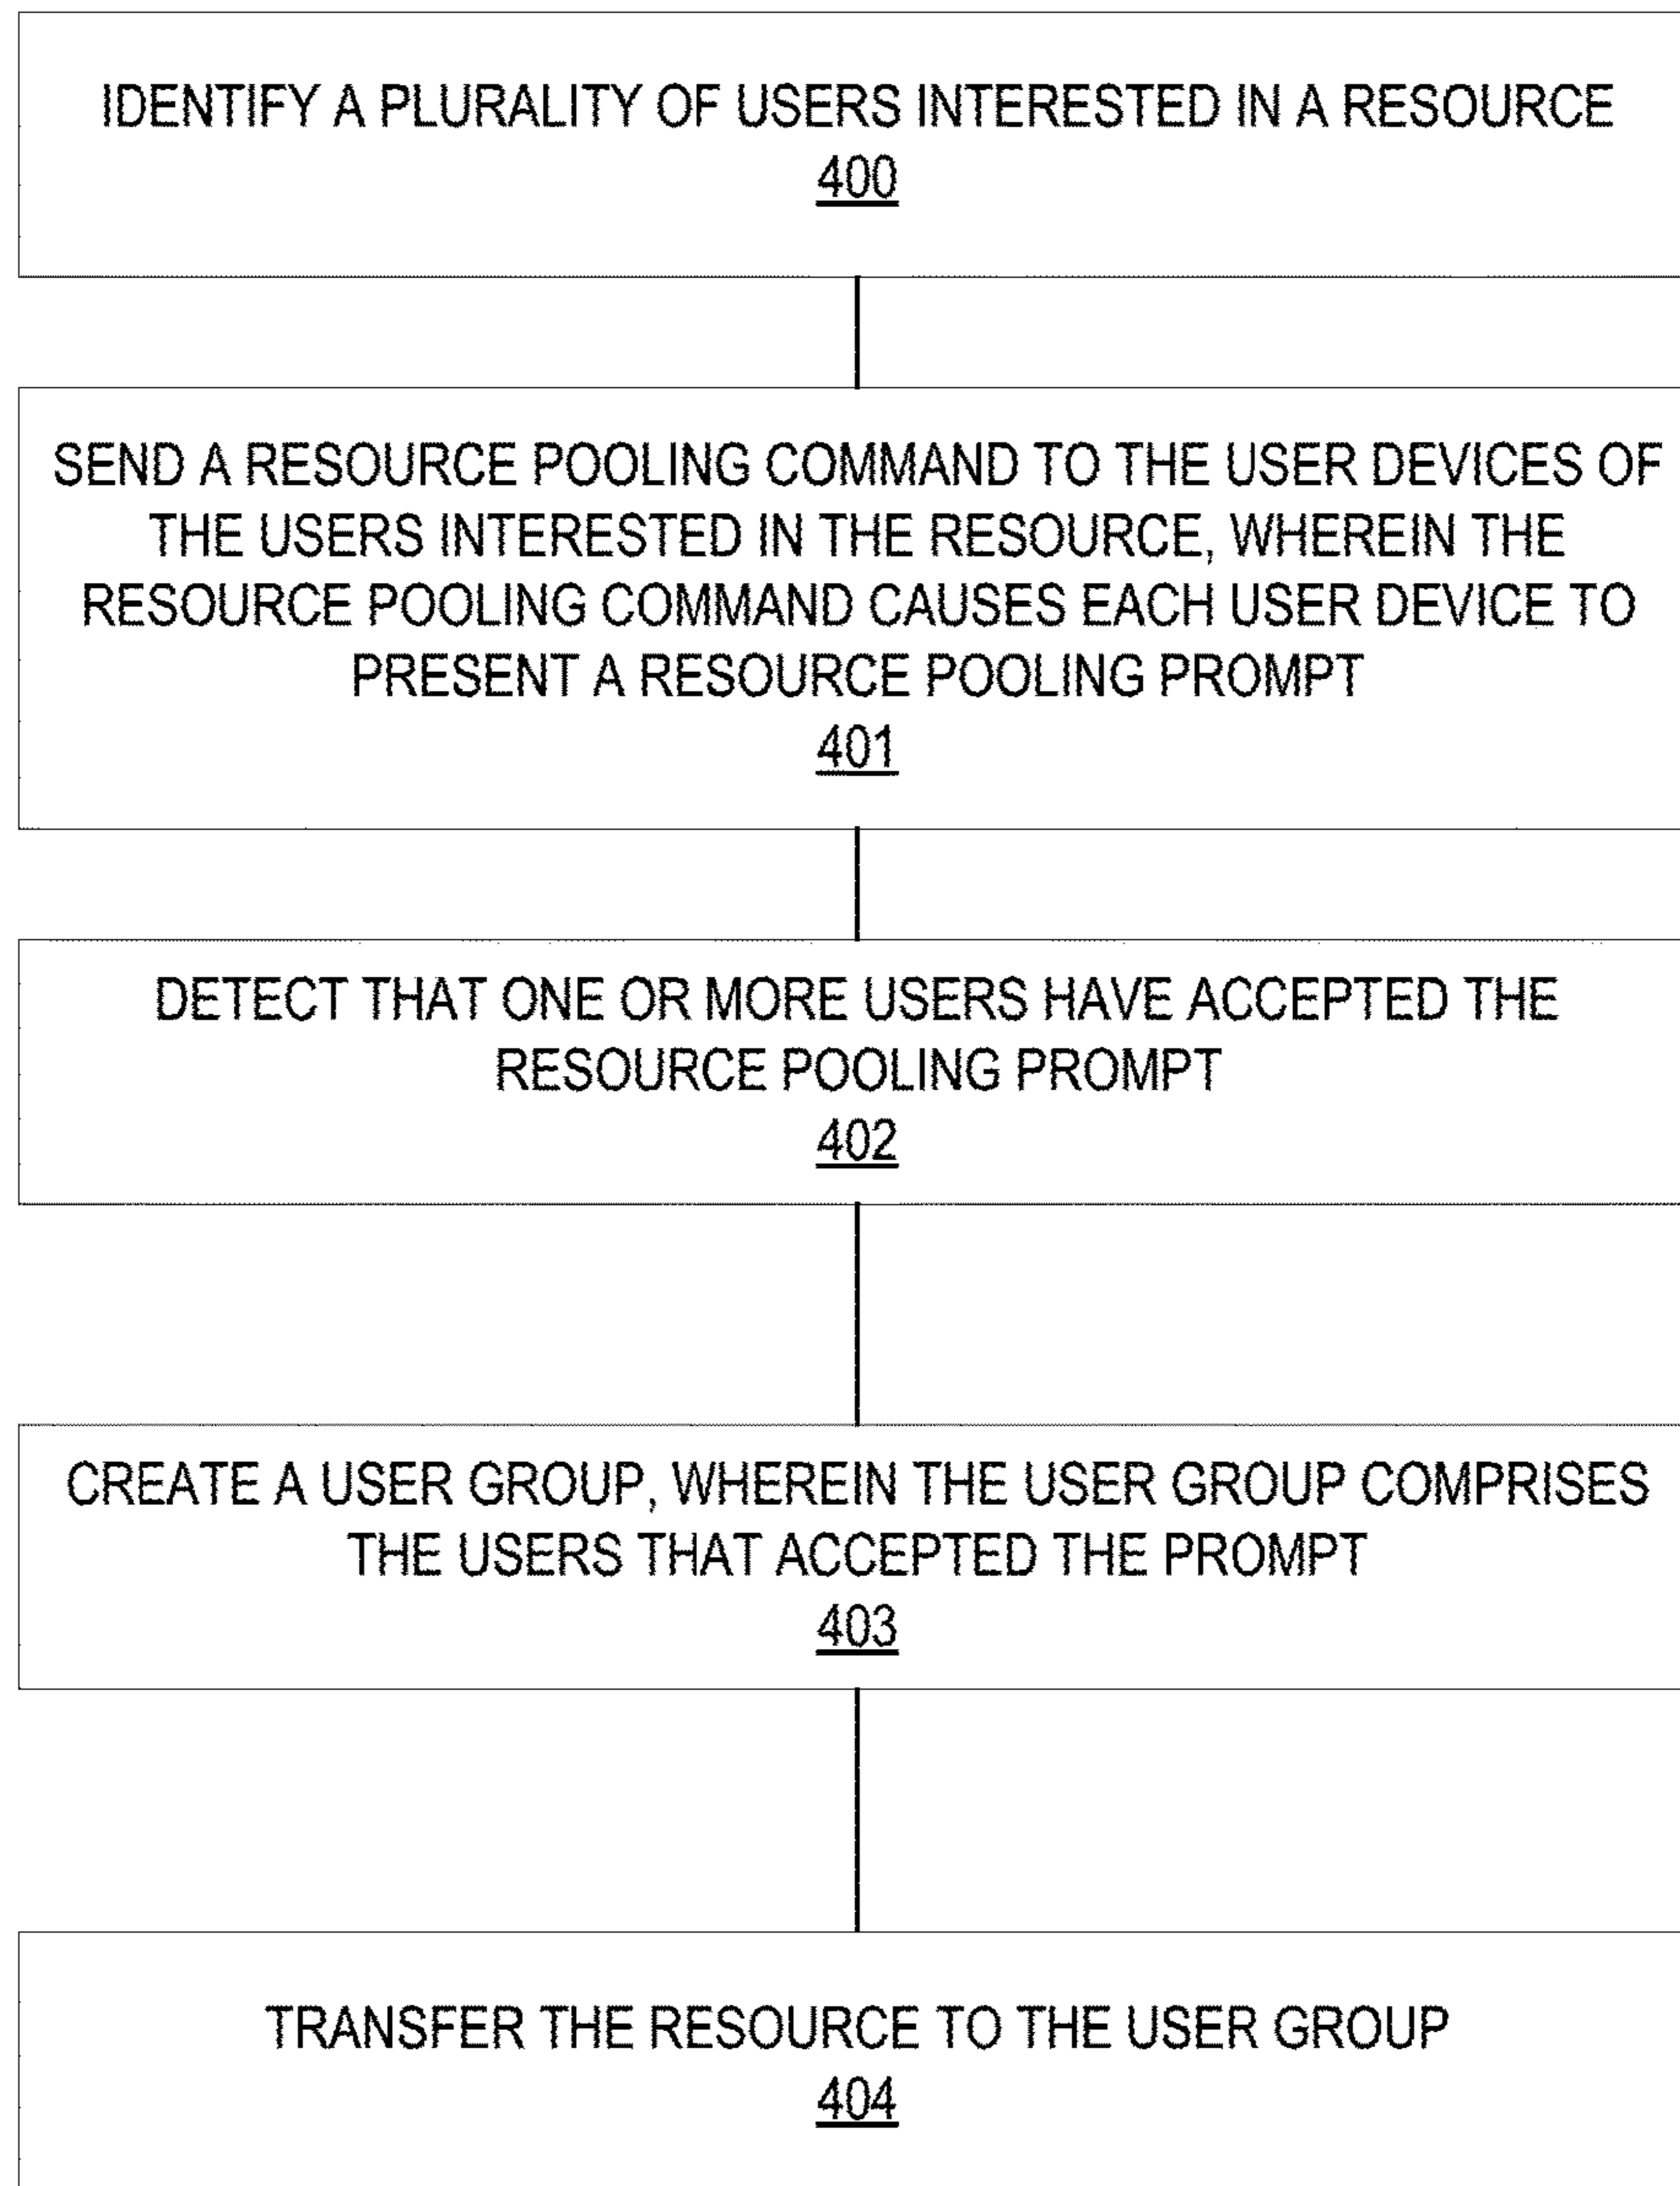 IDENTIFY A PLURALITY OF USERS INTERESTED IN A RESOURCE
400
SEND A RESOURCE POOLING COMMAND TO THE USER DEVICES OF
THE USERS INTERESTED IN THE RESOURCE, WHEREIN THE
RESOURCE POOLING COMMAND CAUSES EACH USER DEVICE TO
PRESENT A RESOURCE POOLING PROMPT
401
DETECT THAT ONE OR MORE USERS HAVE ACCEPTED THE
RESOURCE POOLING PROMPT
402
CREATE A USER GROUP, WHEREIN THE USER GROUP COMPRISES
THE USERS THAT ACCEPTED THE PROMPT
403
TRANSFER THE RESOURCE TO THE USER GROUP
404